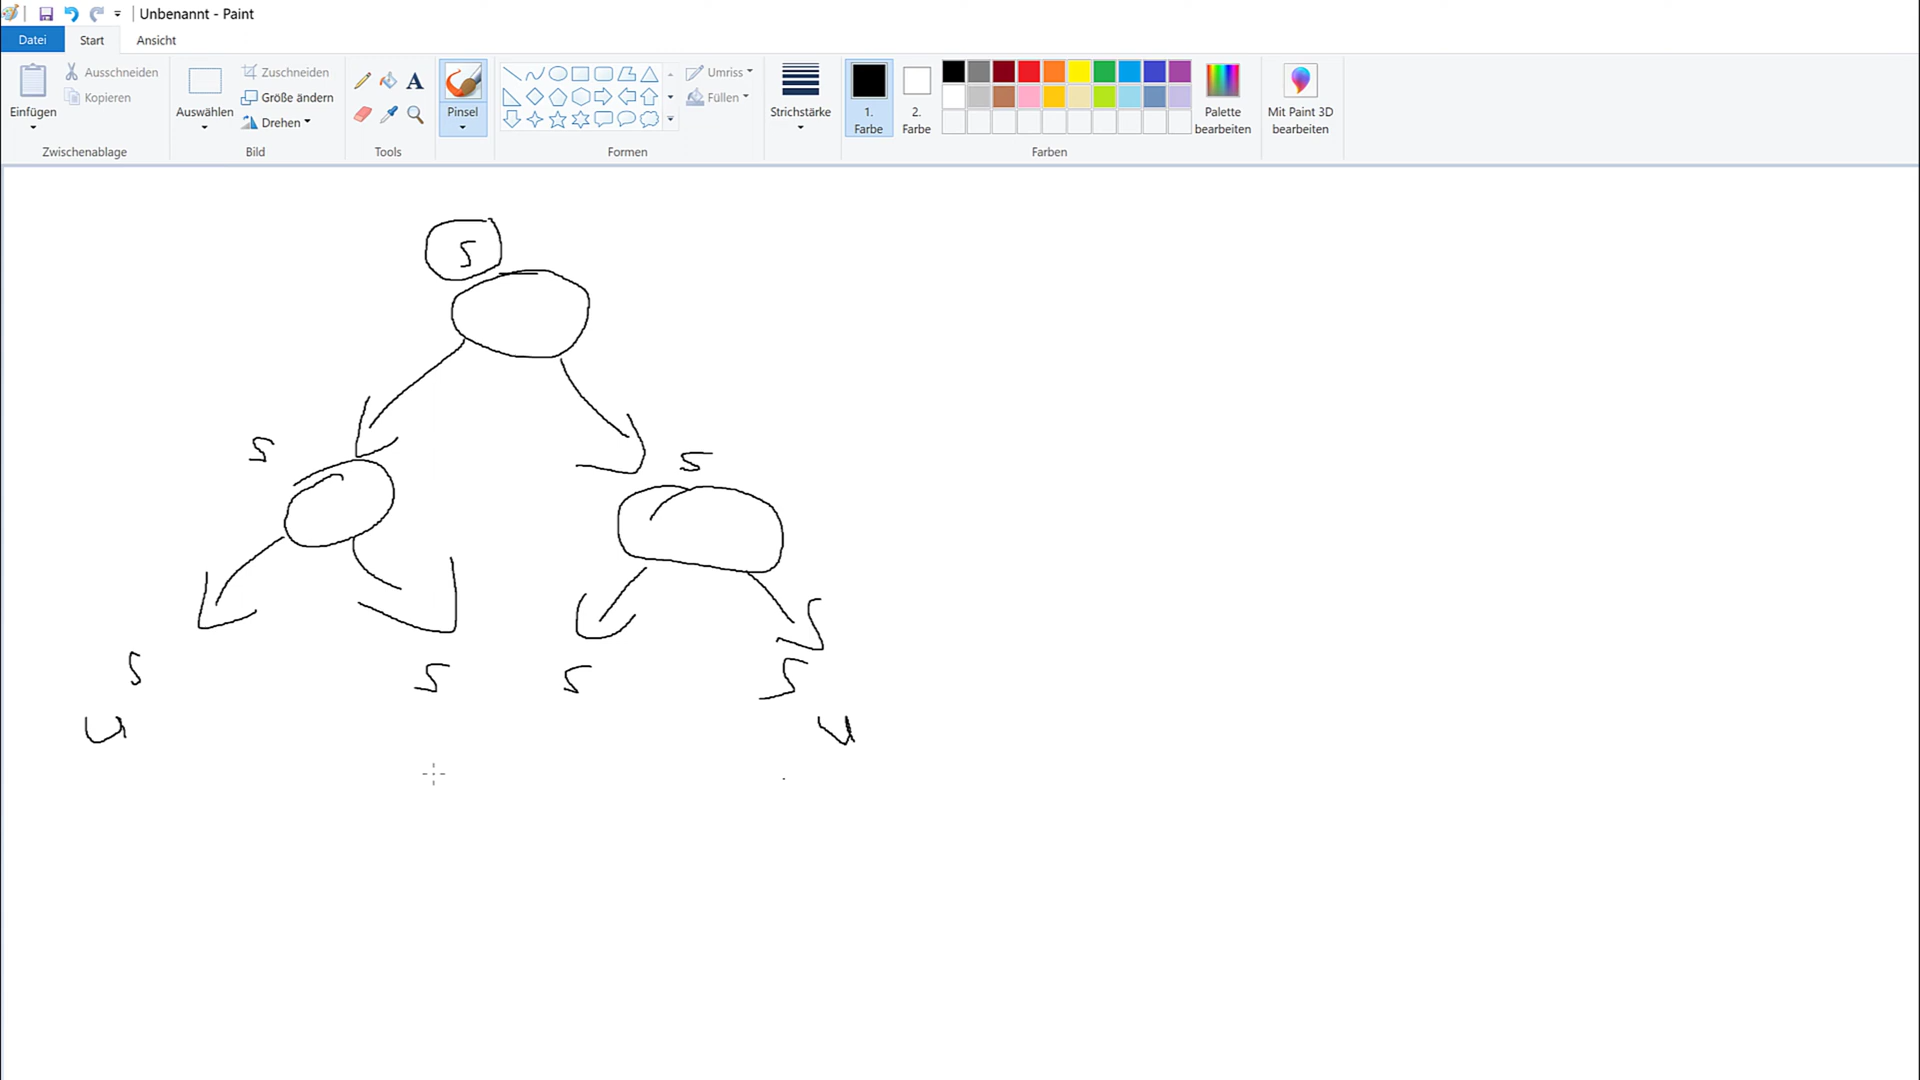 Unbenannt - Paint
Datei Start Ansicht
Einfügen
Ausschneiden
Kopieren
Zwischenablage
Auswählen
Zuschneiden
Größe ändern
Drehen
Bild
A
Tools
Pinsel
Formen
Umriss
Füllen
Strichstärke
1.
Farbe
2.
Farbe
Palette
bearbeiten
Farben
Mit Paint 3D
bearbeiten
S
S S
S S S S
u u